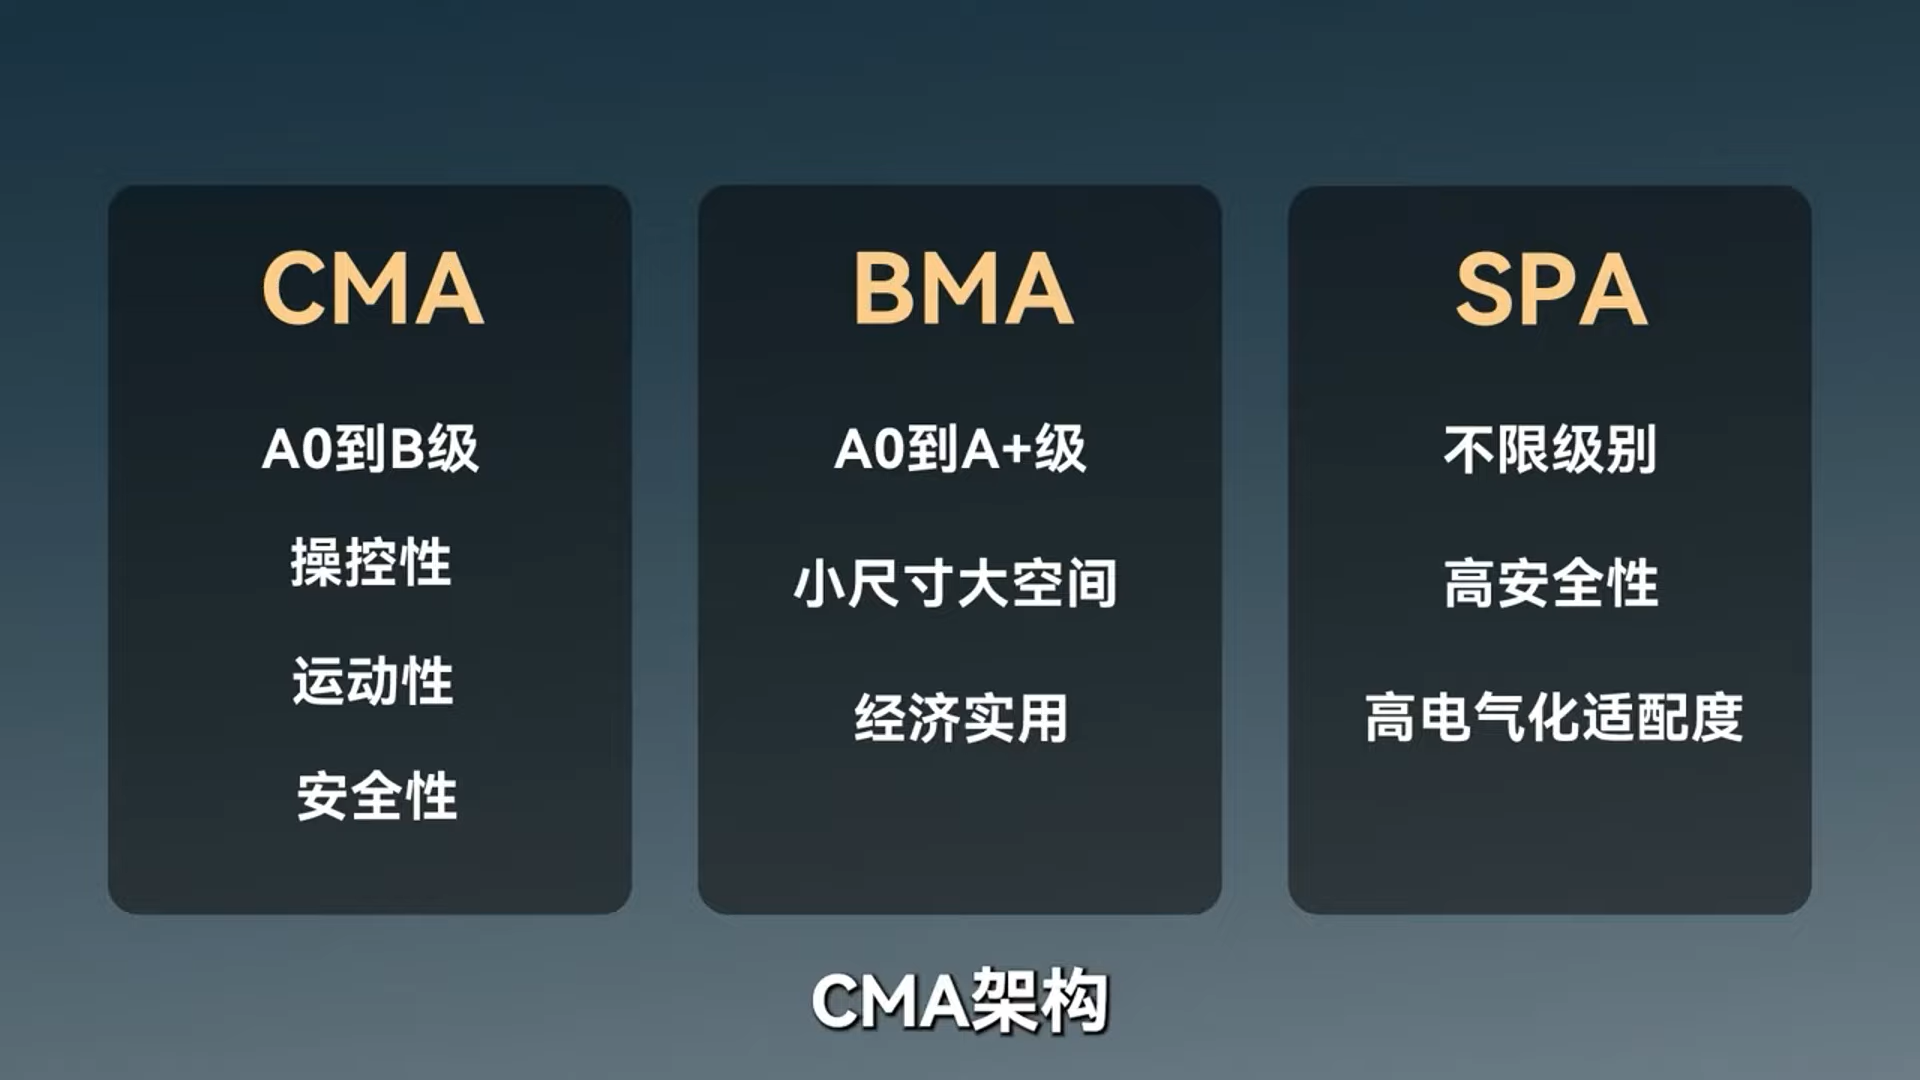 CMA
A0到B级
操控性
运动性
安全性
BMA
A0到A+级
小尺寸大空间
经济实用
SPA
不限级别
高安全性
高电气化适配度
CMA架构